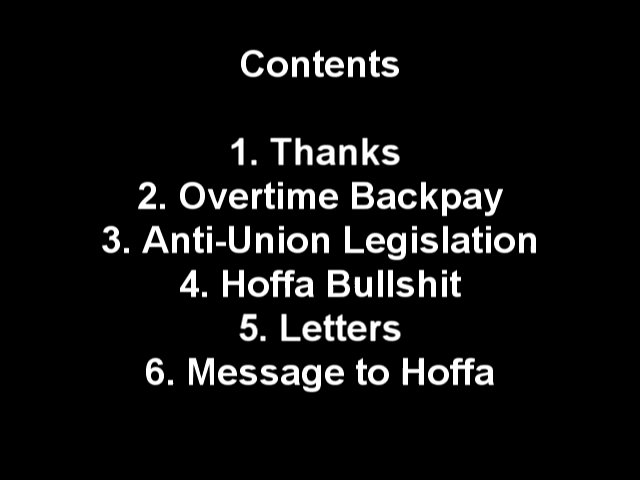 Contents
1. Thanks
2. Overtime Backpay
3. Anti-Union Legislation
4. Hoffa Bullshit
5. Letters
6. Message to Hoffa